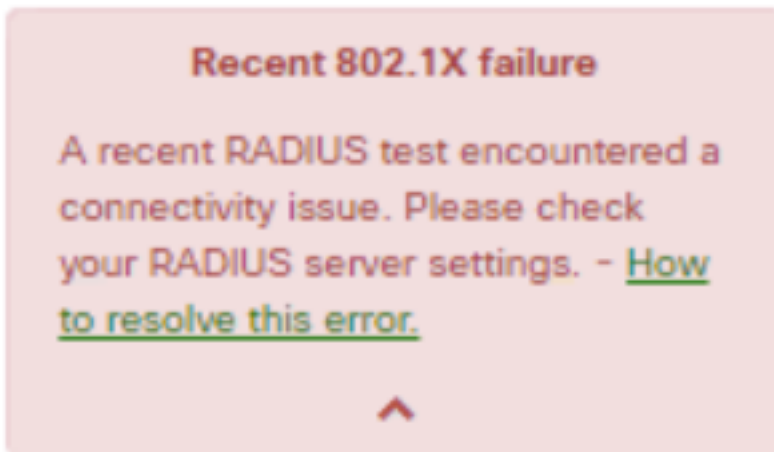 Recent 802.1X failure
A recent RADIUS test encountered a
connectivity issue. Please check
your RADIUS server settings. - How
to resolve this error.